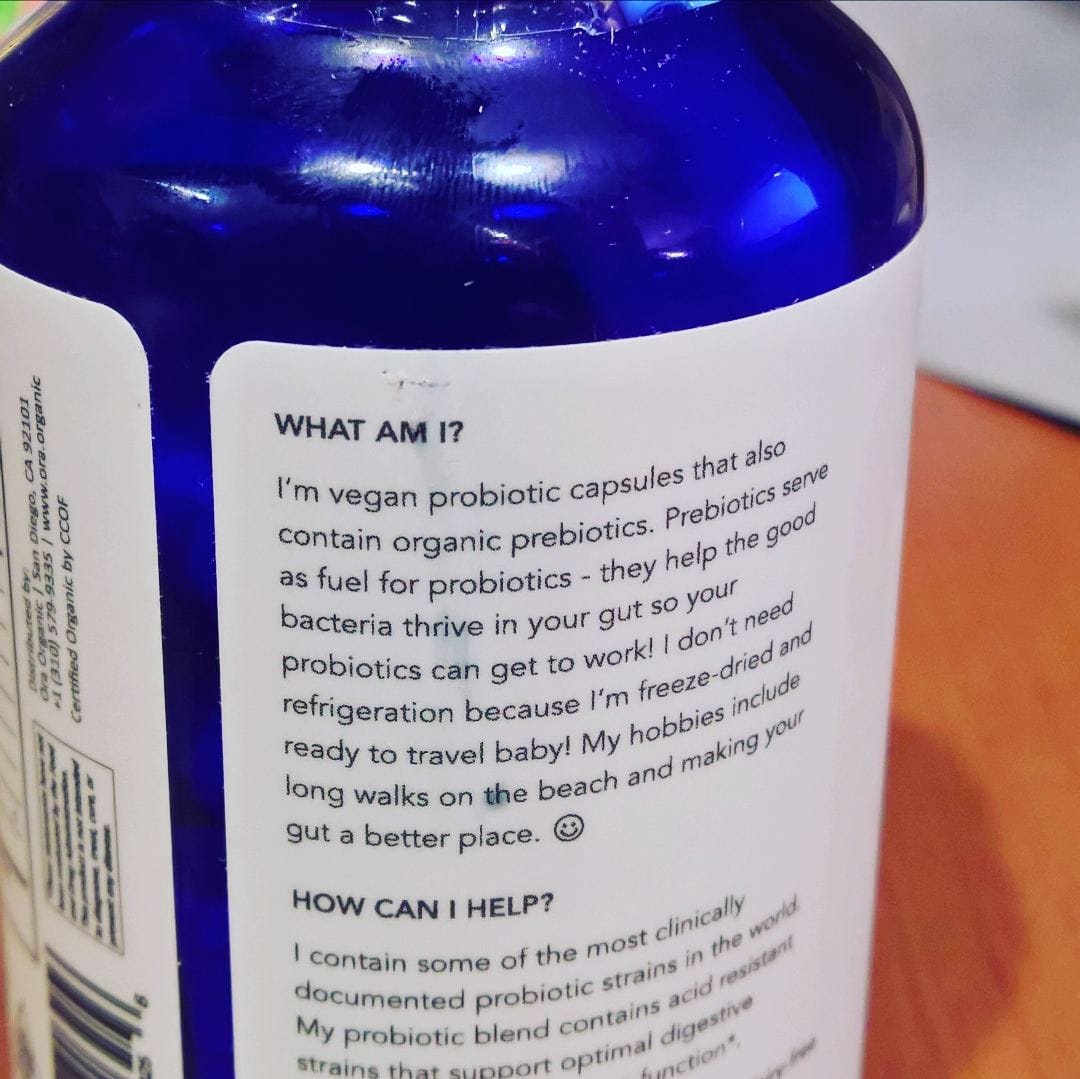 WHAT AM I?
I'm vegan probiotic capsules that also
contain organic prebiotics. Prebiotics serve
as fuel for probiotics - they help the good
bacteria thrive in your gut so your
probiotics can get to work! I don't need
refrigeration because I'm freeze-dried and
ready to travel baby! My hobbies include
long walks on the beach and making your
gut a better place. ☺
HOW CAN I HELP?
I contain some of the most clinically
documented probiotic strains in the world.
My probiotic blend contains acid resistant
strains that support optimal digestive
function*.
Distributed by:
Ora Organic | San Diego, CA 92101
+1 (310) 579-9335 | www.ora.organic
Certified Organic by CCOF